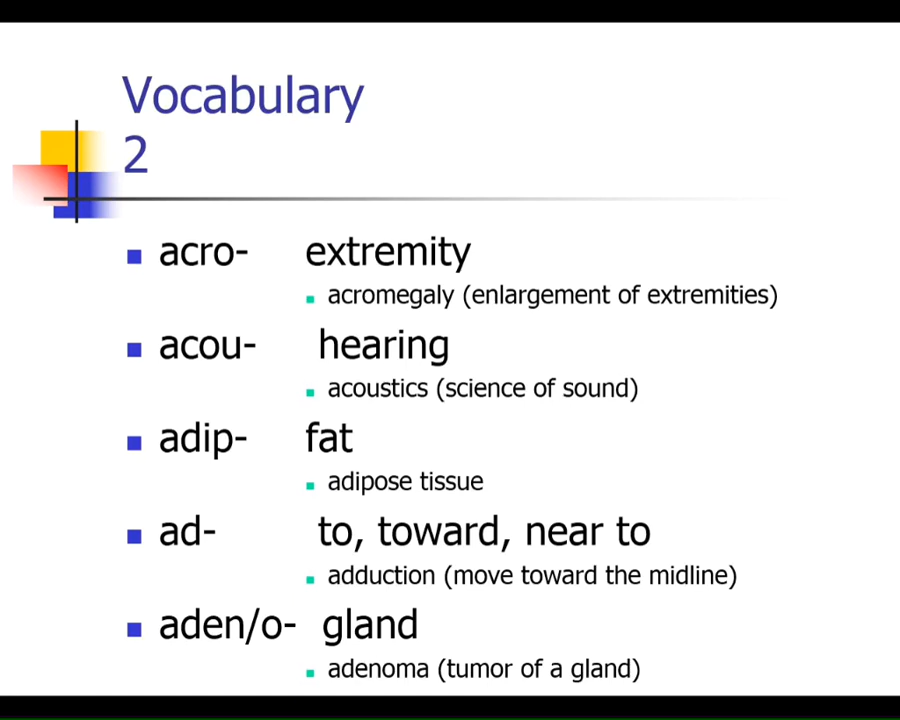 Vocabulary
2
acro- extremity
acromegaly (enlargement of extremities)
acou- hearing
acoustics (science of sound)
adip- fat
adipose tissue
ad- to, toward, near to
adduction (move toward the midline)
aden/o- gland
adenoma (tumor of a gland)